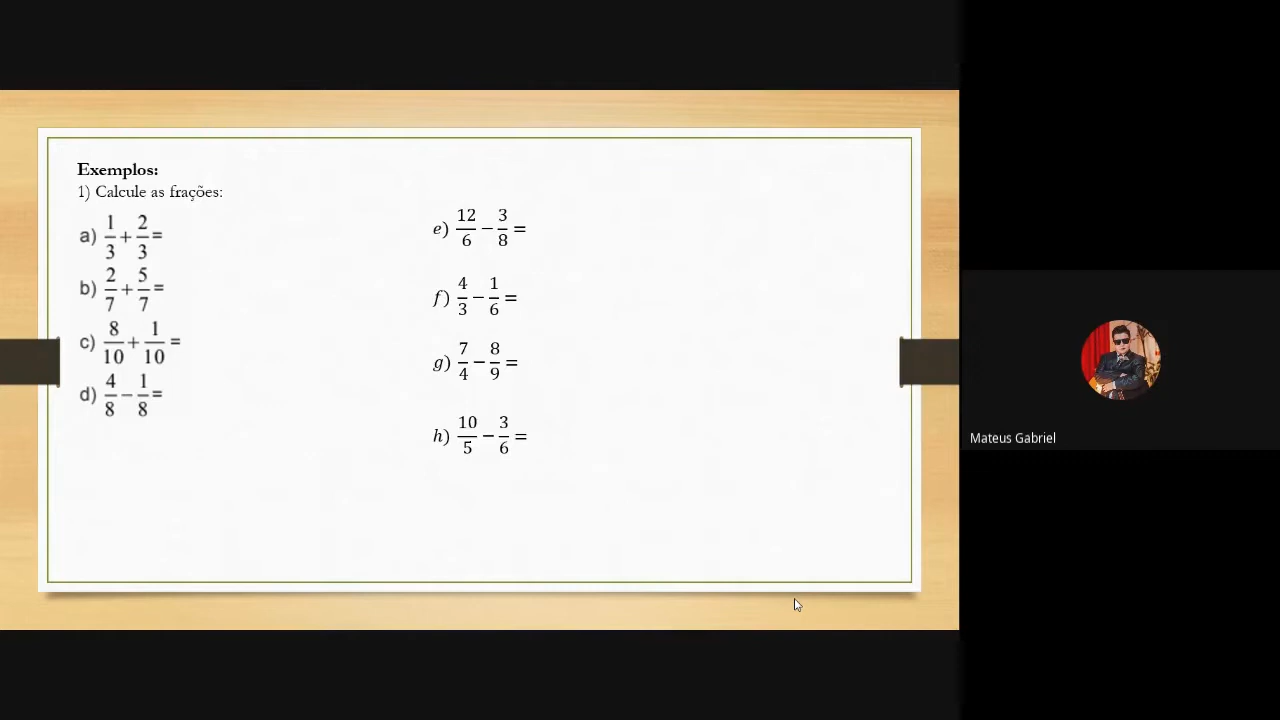 Exemplos:
1) Calcule as frações:
a) 1/3 + 2/3 =
b) 2/7 + 5/7 =
c) 8/10 + 1/10 =
d) 4/8 − 1/8 =
e) 12/6 − 3/8 =
f) 4/3 − 1/6 =
g) 7/4 − 8/9 =
h) 10/5 − 3/6 =
Mateus Gabriel